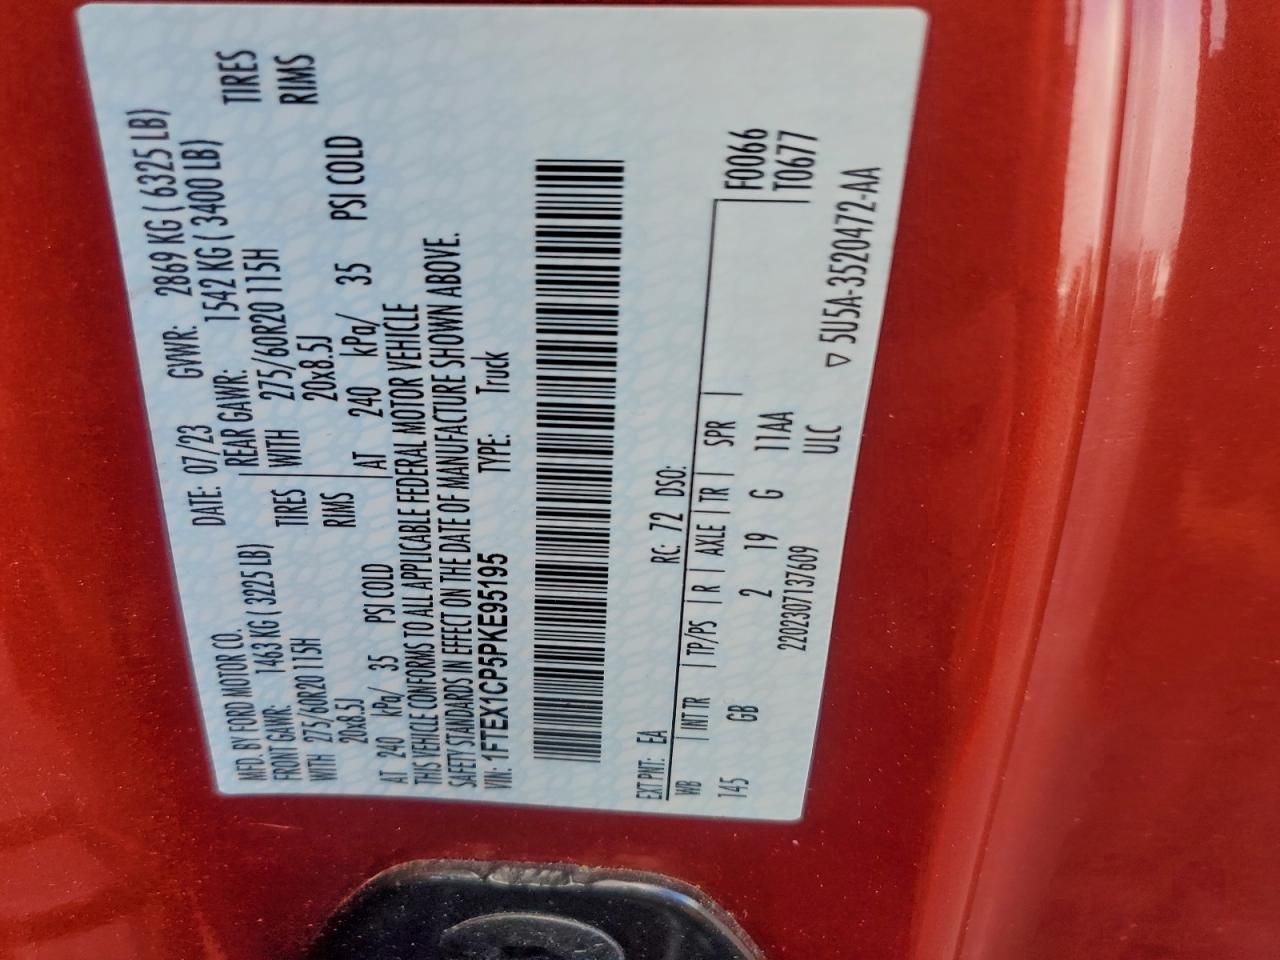 MFD. BY FORD MOTOR CO.
DATE: 07/23 GVWR: 2869 KG ( 6325 LB)
FRONT GAWR: 1463 KG ( 3225 LB) REAR GAWR: 1542 KG ( 3400 LB)
WITH 275/60R20 115H TIRES WITH 275/60R20 115H TIRES
20x8.5J RIMS 20x8.5J RIMS
AT 240 kPa/ 35 PSI COLD AT 240 kPa/ 35 PSI COLD
THIS VEHICLE CONFORMS TO ALL APPLICABLE FEDERAL MOTOR VEHICLE
SAFETY STANDARDS IN EFFECT ON THE DATE OF MANUFACTURE SHOWN ABOVE.
VIN: 1FTEX1CP5PKE95195 TYPE: Truck
EXT PNT: EA RC: 72 DSO:
WB | INT TR | TP/PS | R | AXLE | TR | SPR | F0066
145 GB 2 19 G 11AA T0677
2202307137609 ULC ▽ 5U5A-3520472-AA